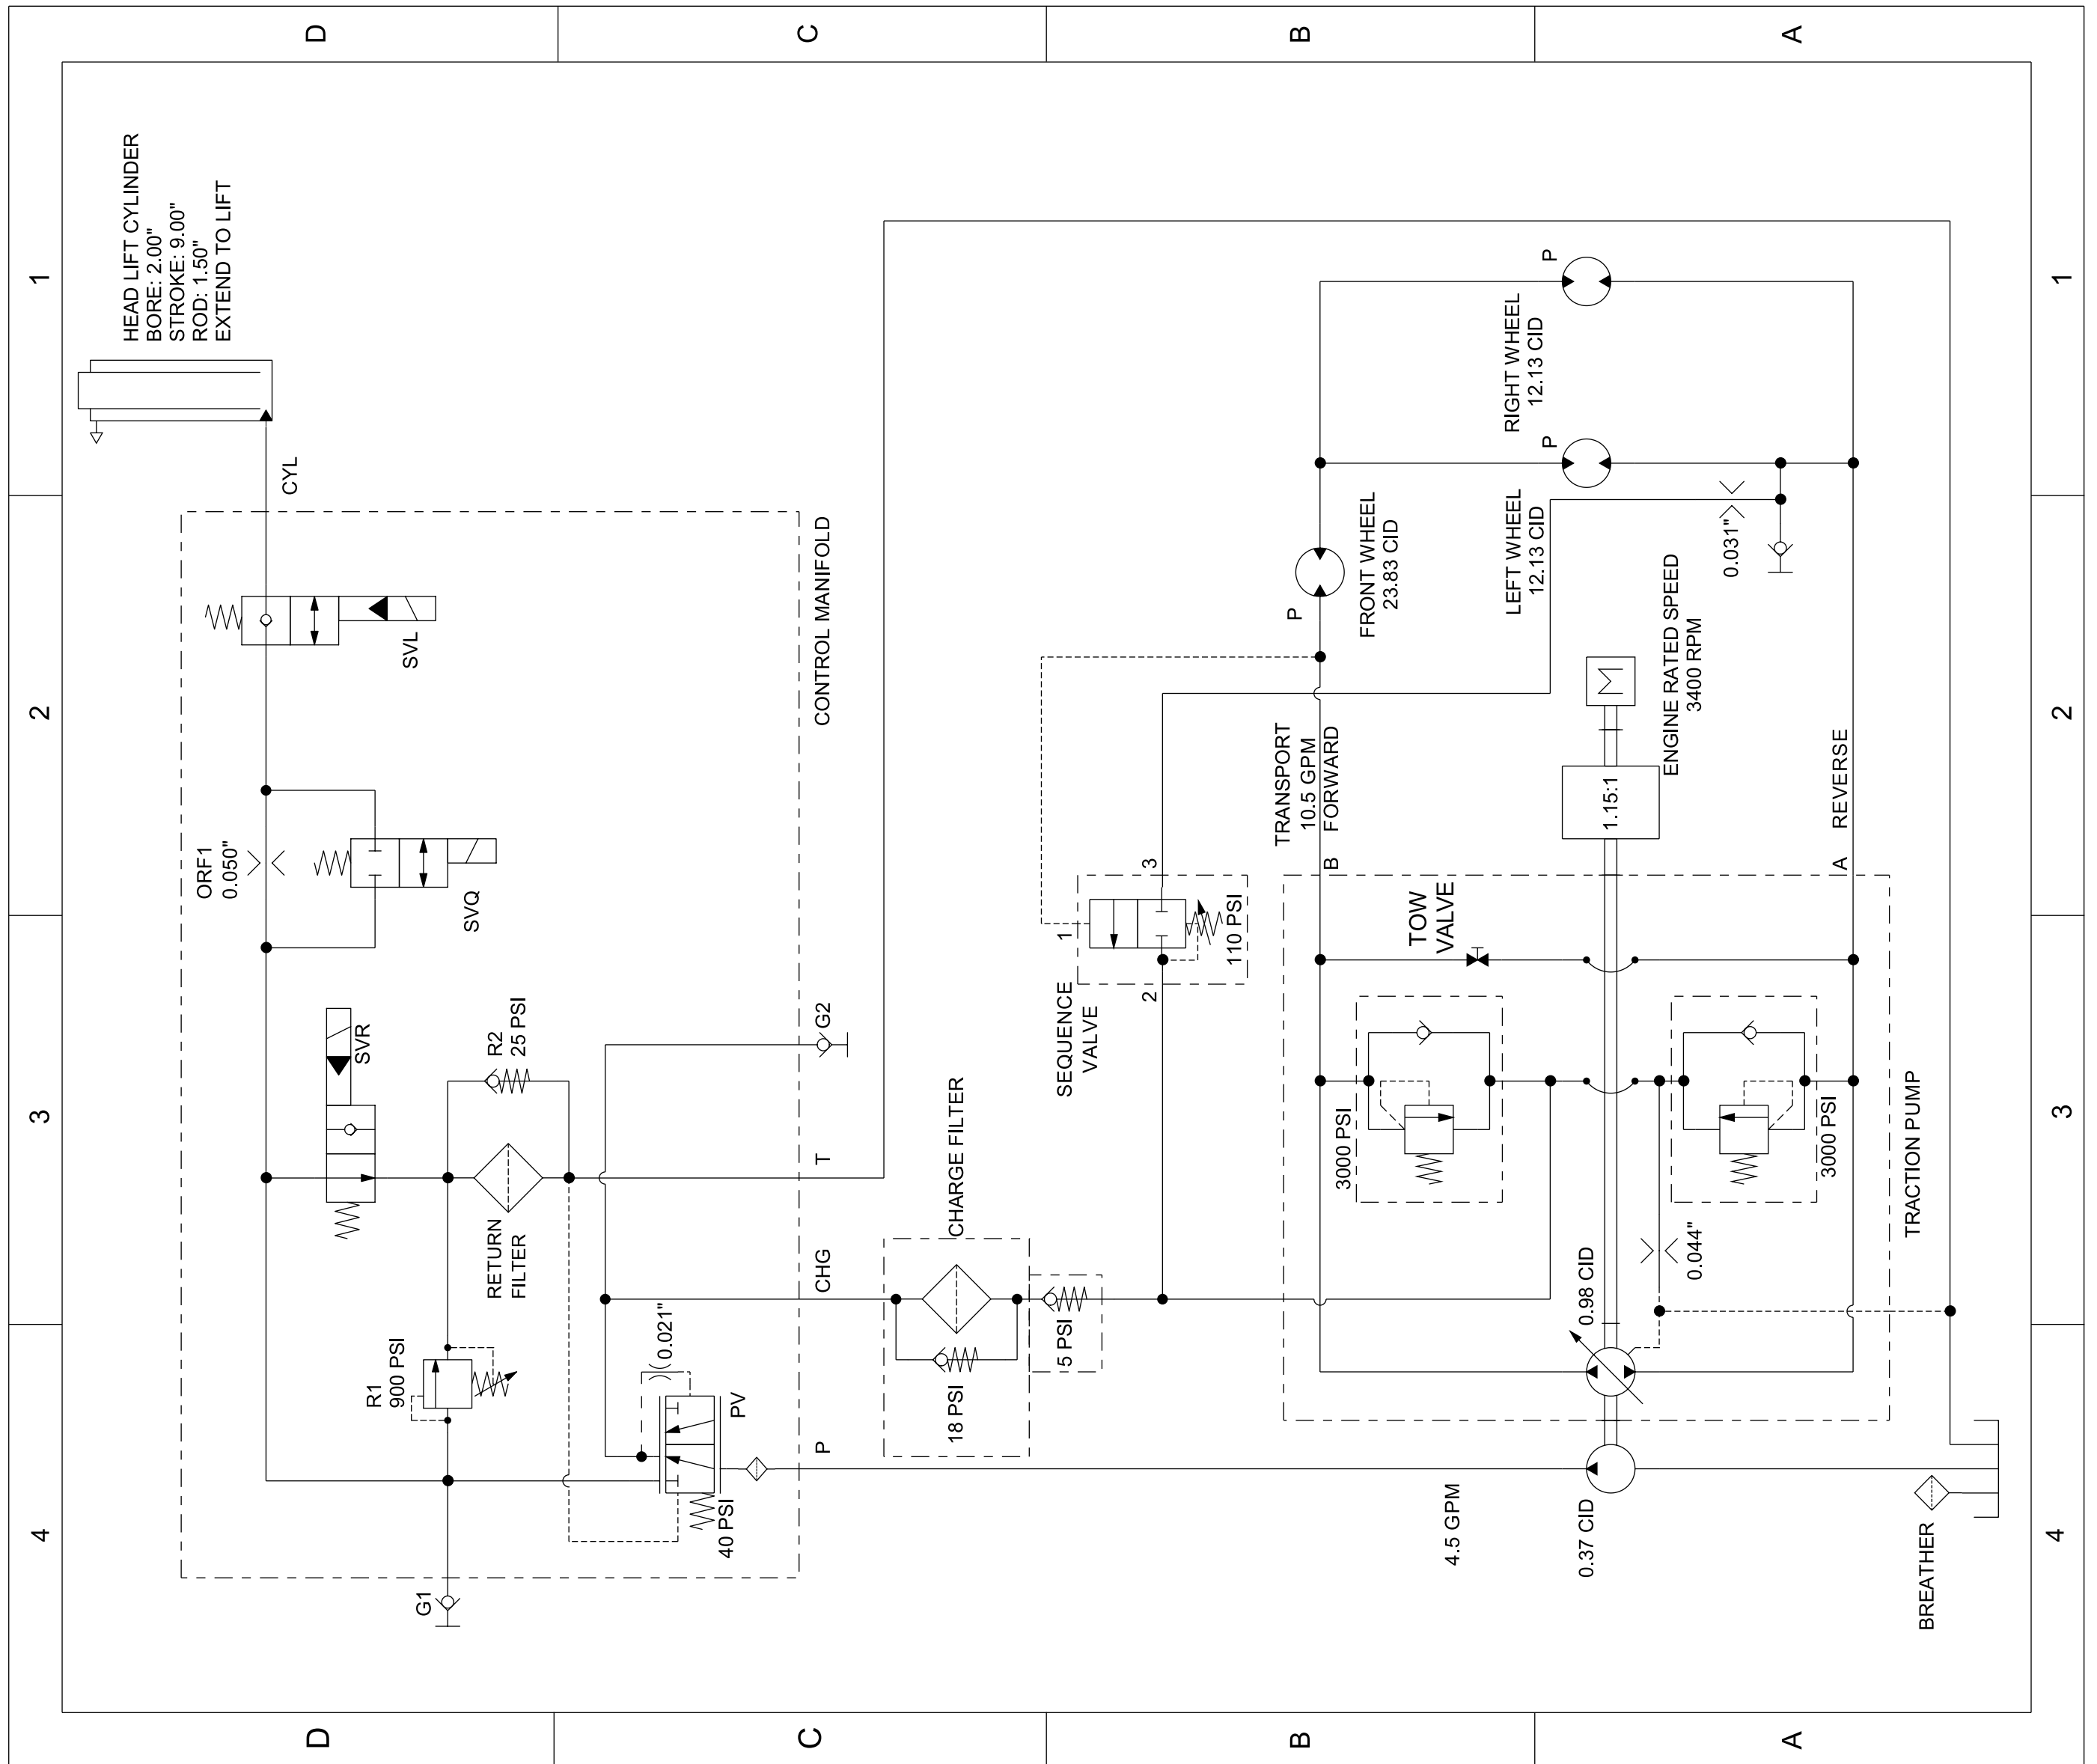 D
C
B
A
1
2
3
4
1
2
3
4
D
C
B
A
HEAD LIFT CYLINDER
BORE: 2.00"
STROKE: 9.00"
ROD: 1.50"
EXTEND TO LIFT
CYL
CONTROL MANIFOLD
SVL
ORF1
0.050"
SVQ
SVR
R2
25 PSI
RETURN
FILTER
R1
900 PSI
G1
G2
T
CHG
P
0.021"
PV
40 PSI
CHARGE FILTER
18 PSI
5 PSI
SEQUENCE
VALVE
1
2
3
110 PSI
TRANSPORT
10.5 GPM
FORWARD
B
P
FRONT WHEEL
23.83 CID
P
LEFT WHEEL
12.13 CID
P
RIGHT WHEEL
12.13 CID
0.031"
M
ENGINE RATED SPEED
3400 RPM
1.15:1
REVERSE
A
TOW
VALVE
3000 PSI
3000 PSI
TRACTION PUMP
0.98 CID
0.044"
4.5 GPM
0.37 CID
BREATHER